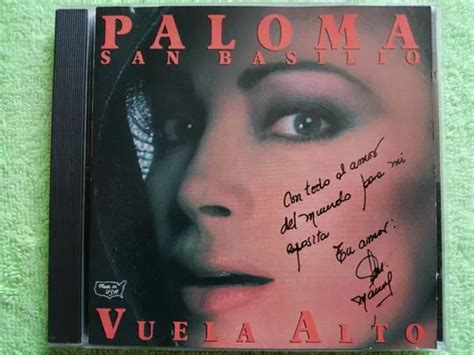 PALOMA
SAN BASILIO
Con todo el amor
del mundo para mi
esposita
Tu amor:
Made in
USA
VUELA ALTO